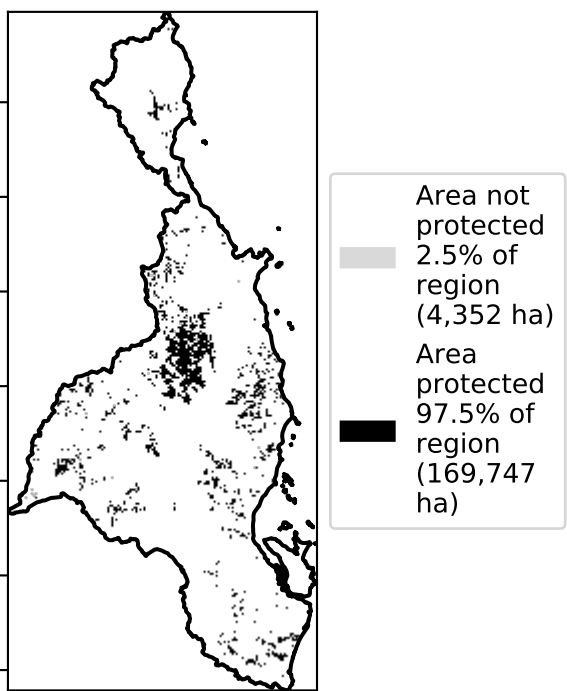 Area not
protected
2.5% of
region
(4,352 ha)
Area
protected
97.5% of
region
(169,747
ha)